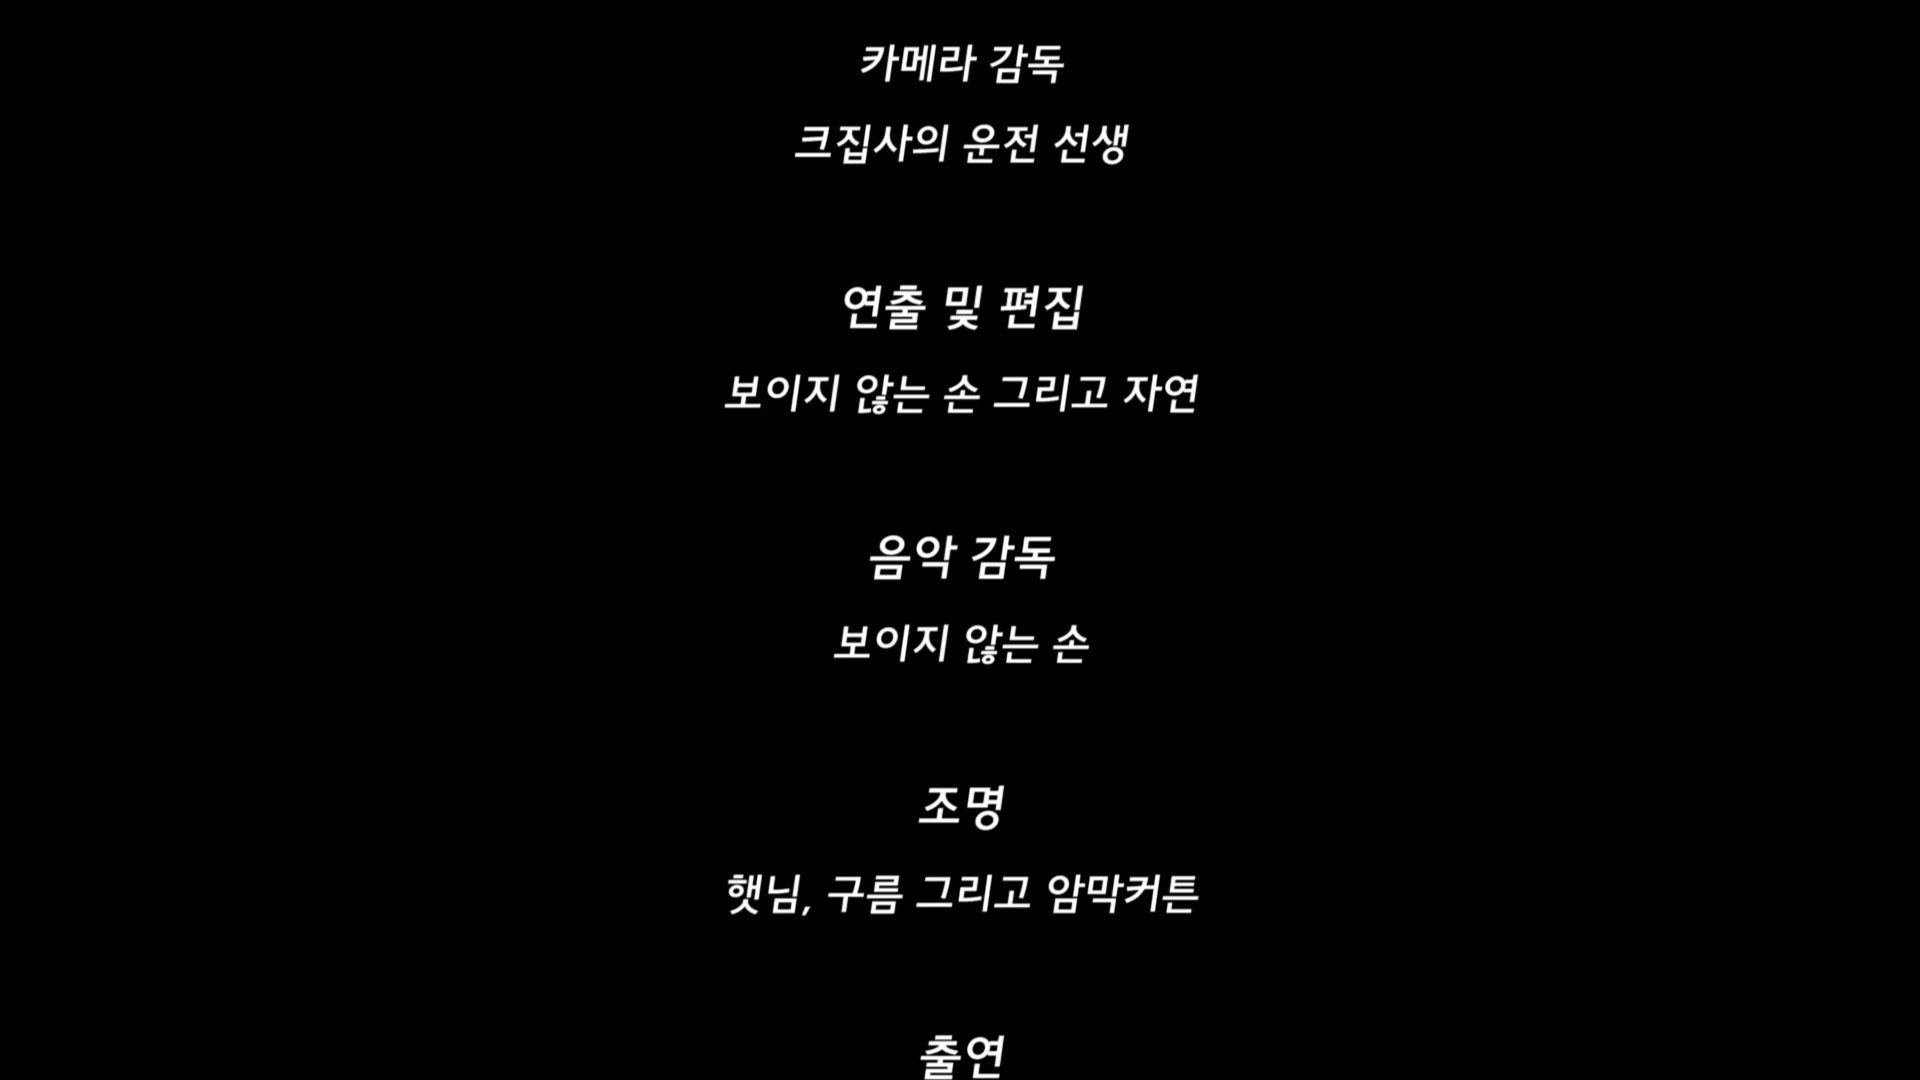 카메라 감독
크집사의 운전 선생
연출 및 편집
보이지 않는 손 그리고 자연
음악 감독
보이지 않는 손
조명
햇님, 구름 그리고 암막커튼
출연